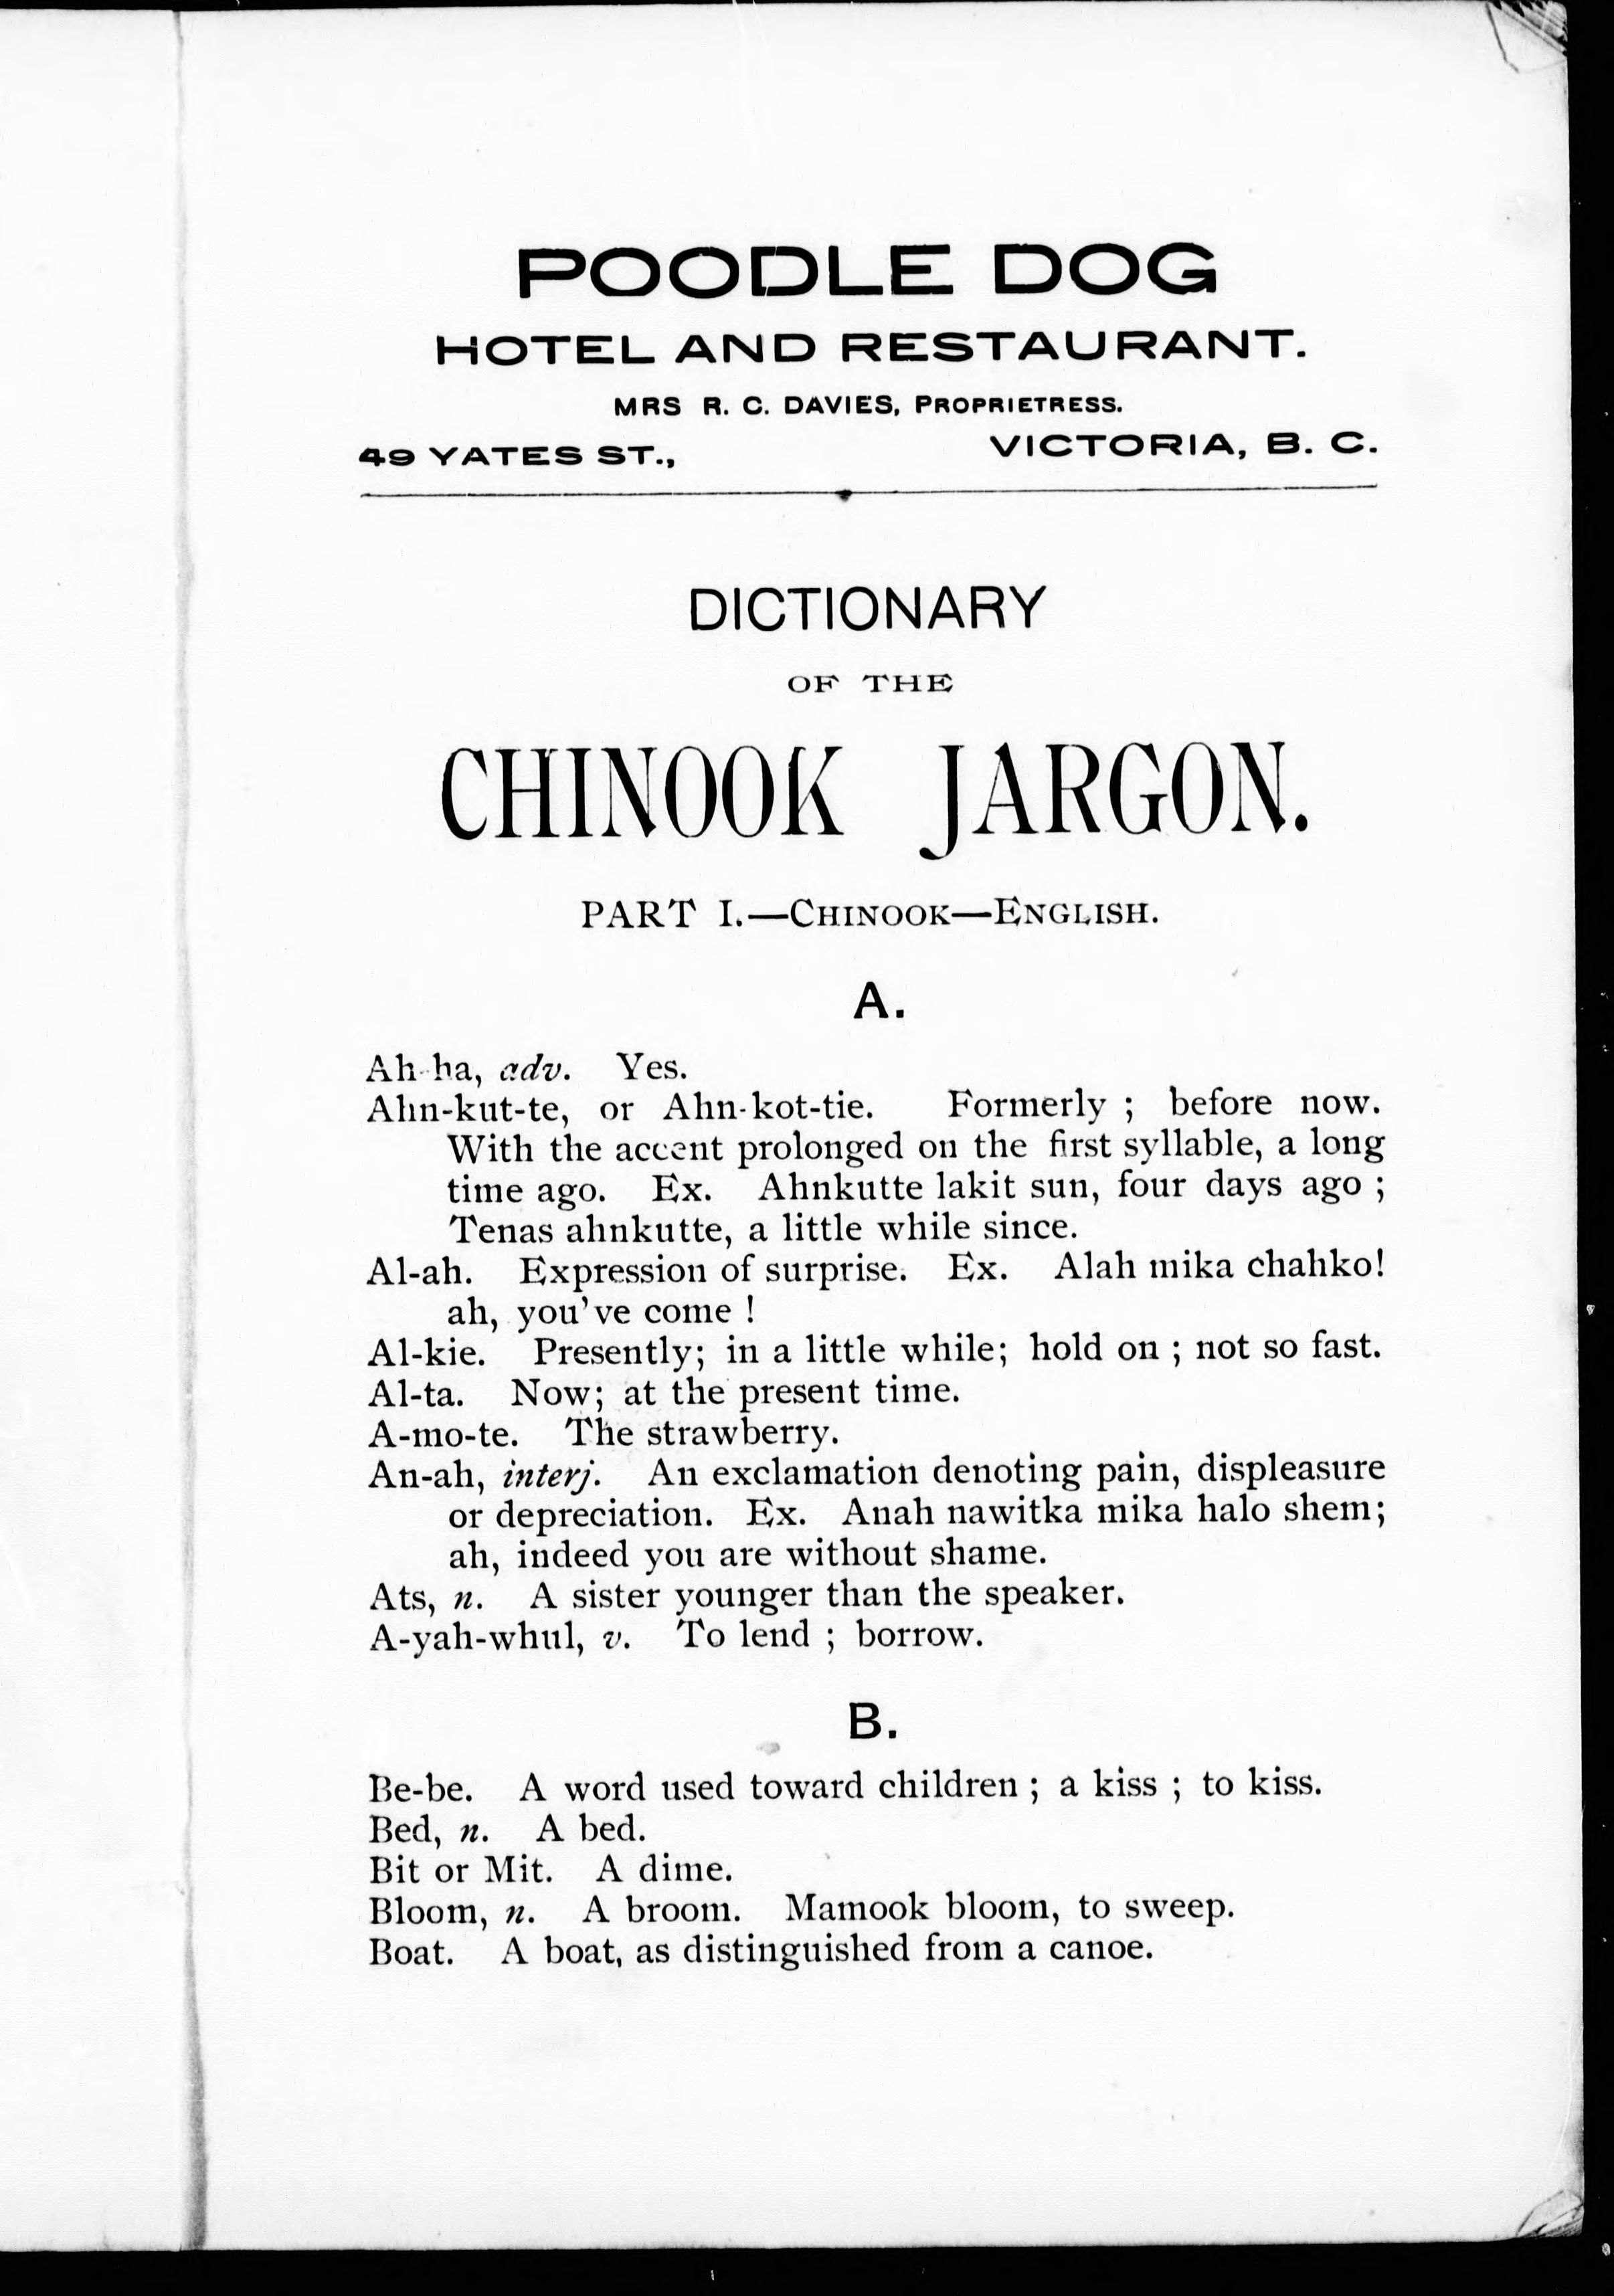 POODLE DOG
HOTEL AND RESTAURANT.
MRS R. C. DAVIES, PROPRIETRESS.
49 YATES ST., VICTORIA, B. C.
DICTIONARY
OF THE
CHINOOK JARGON.
PART I.—CHINOOK—ENGLISH.
A.
Ah-ha, adv. Yes.
Ahn-kut-te, or Ahn-kot-tie. Formerly ; before now.
With the accent prolonged on the first syllable, a long
time ago. Ex. Ahnkutte lakit sun, four days ago ;
Tenas ahnkutte, a little while since.
Al-ah. Expression of surprise. Ex. Alah mika chahko!
ah, you've come !
Al-kie. Presently; in a little while; hold on ; not so fast.
Al-ta. Now; at the present time.
A-mo-te. The strawberry.
An-ah, interj. An exclamation denoting pain, displeasure
or depreciation. Ex. Anah nawitka mika halo shem;
ah, indeed you are without shame.
Ats, n. A sister younger than the speaker.
A-yah-whul, v. To lend ; borrow.
B.
Be-be. A word used toward children ; a kiss ; to kiss.
Bed, n. A bed.
Bit or Mit. A dime.
Bloom, n. A broom. Mamook bloom, to sweep.
Boat. A boat, as distinguished from a canoe.